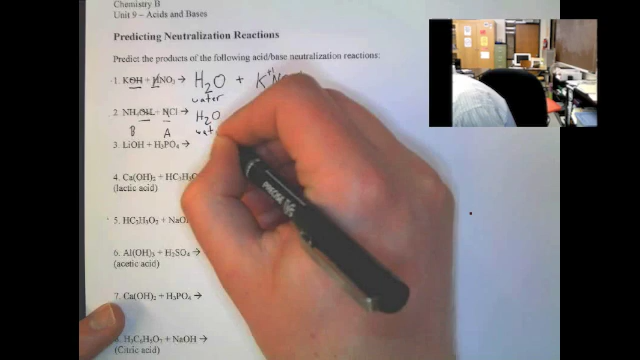 Chemistry B
Unit 9 – Acids and Bases
Predicting Neutralization Reactions
Predict the products of the following acid/base neutralization reactions:
1. KOH + HNO₃ → H₂O + K⁺¹
water
2. NH₄OH + HCl → H₂O
B A
3. LiOH + H₃PO₄ →
4. Ca(OH)₂ +
(lactic acid)
5. HC₂H₃O₂ +
6. Al(OH)₃ + H₂SO₄ →
(acetic acid)
7. Ca(OH)₂ + H₃PO₄ →
H₃C₆H₅O₇ + NaOH →
(Citric acid)